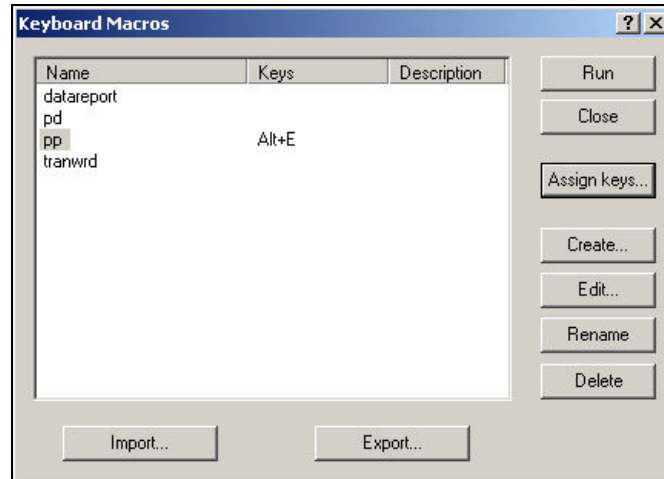 Keyboard Macros
Name Keys Description
datareport
pd
pp Alt+E
tranwrd
Run
Close
Assign keys...
Create...
Edit...
Rename
Delete
Import... Export...